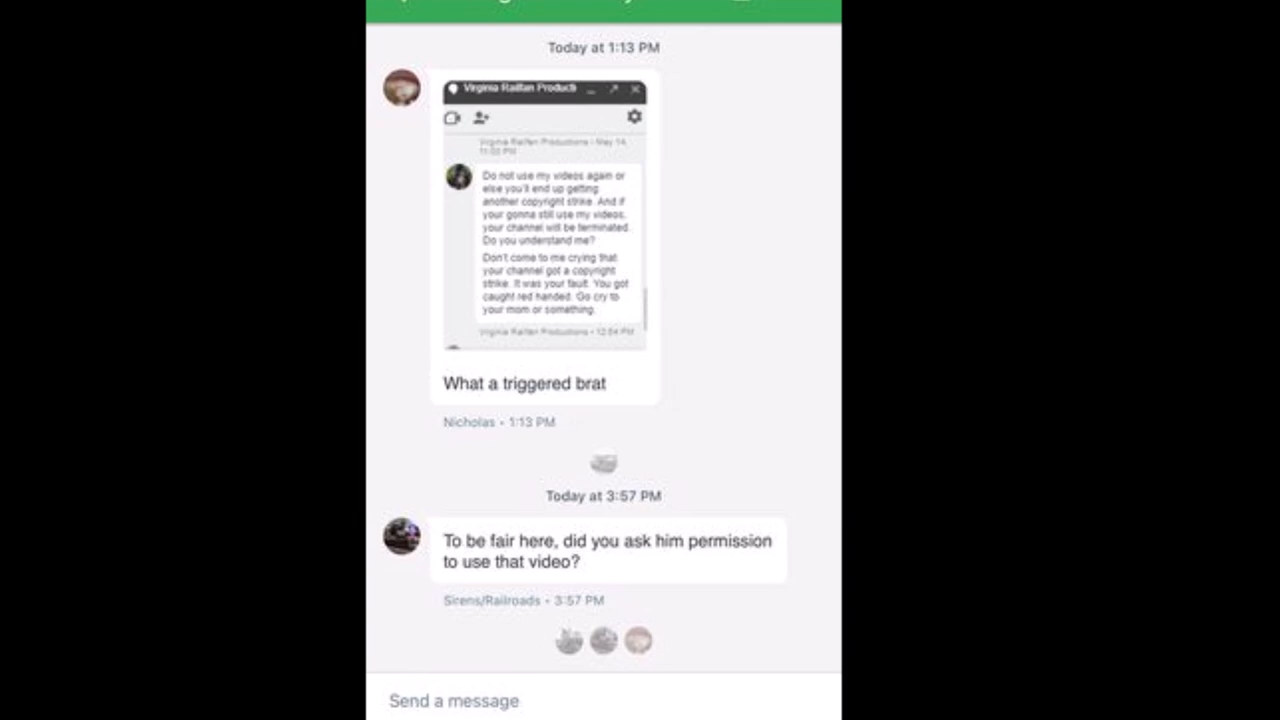 Today at 1:13 PM
Virginia Railfan Producti
Virginia Railfan Productions • May 14,
11:00 PM
Do not use my videos again or
else you'll end up getting
another copyright strike. And if
your gonna still use my videos,
your channel will be terminated.
Do you understand me?
Don't come to me crying that
your channel got a copyright
strike. It was your fault. You got
caught red handed. Go cry to
your mom or something.
Virginia Railfan Productions • 12:54 PM
What a triggered brat
Nicholas • 1:13 PM
Today at 3:57 PM
To be fair here, did you ask him permission
to use that video?
Sirens/Railroads • 3:57 PM
Send a message